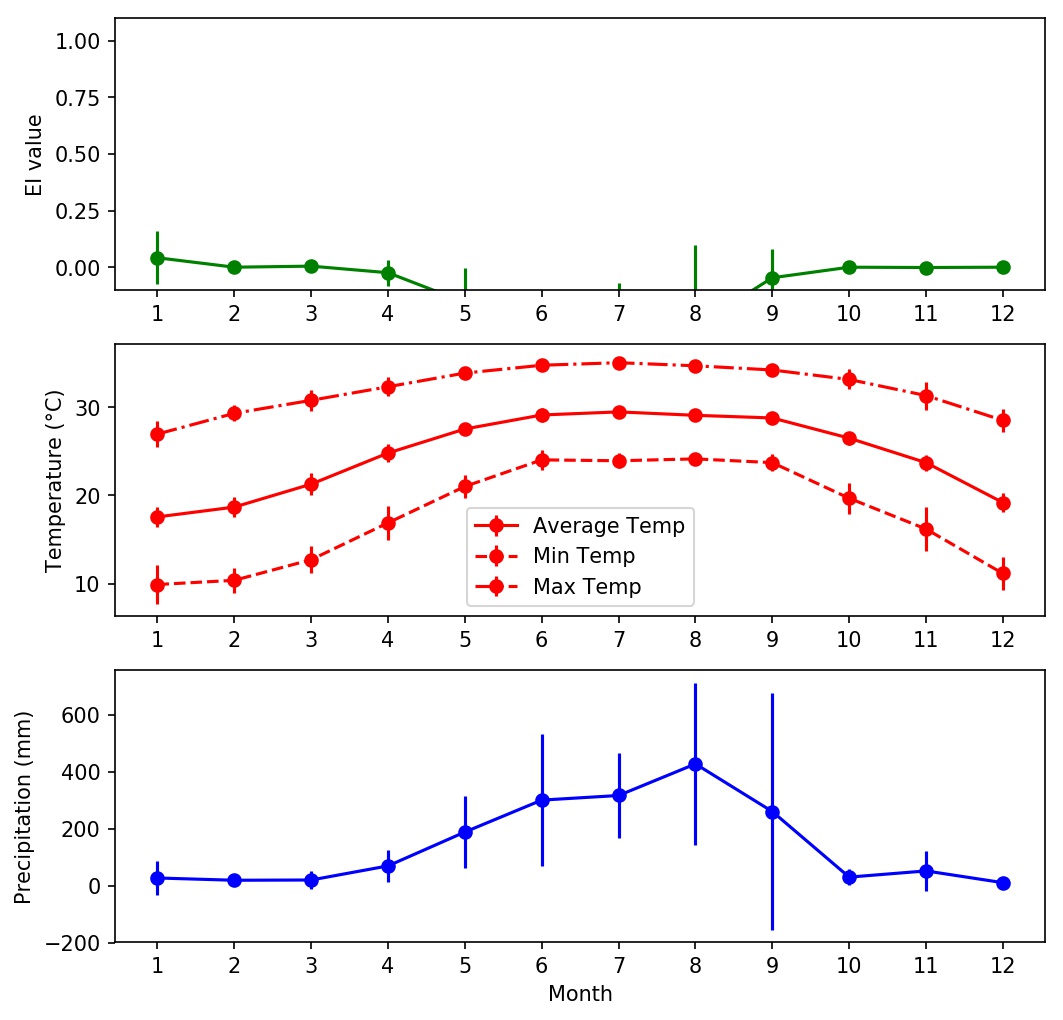 1.00
0.75
0.50
0.25
0.00
EI value
1 2 3 4 5 6 7 8 9 10 11 12
30
20
10
Temperature (°C)
Average Temp
Min Temp
Max Temp
1 2 3 4 5 6 7 8 9 10 11 12
600
400
200
0
−200
Precipitation (mm)
1 2 3 4 5 6 7 8 9 10 11 12
Month